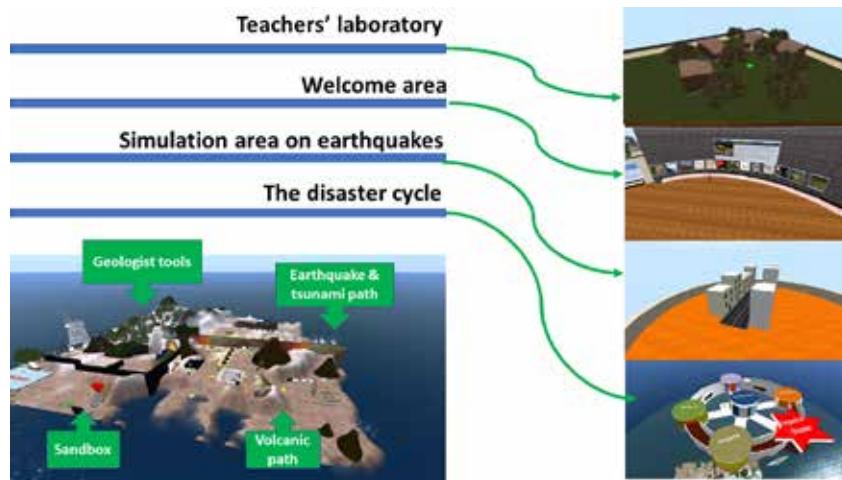 Teachers’ laboratory
Welcome area
Simulation area on earthquakes
The disaster cycle
Geologist tools
Earthquake &
tsunami path
Sandbox
Volcanic
path